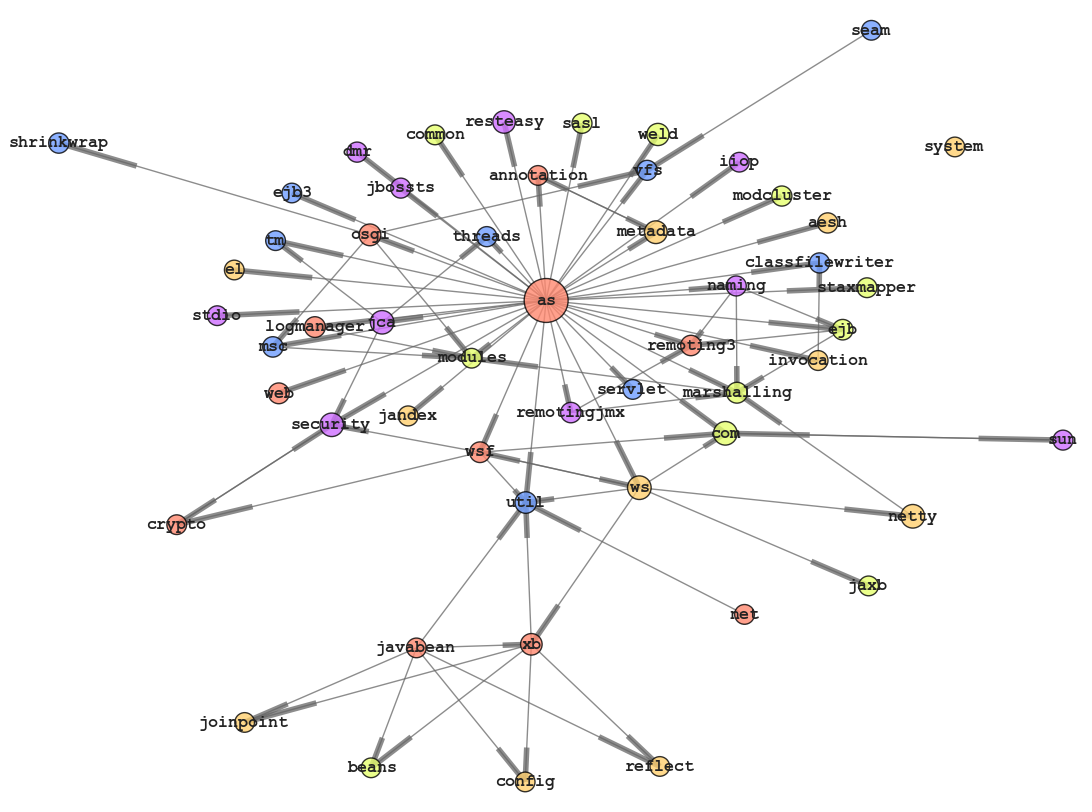 seam
shrinkwrap
common
resteasy
sasl
weld
system
dmr
annotation
vfs
iiop
ejb3
jbossts
modcluster
osgi
threads
metadata
aesh
tm
el
classfilewriter
naming
staxmapper
as
stdio
logmanager
jca
ejb
msc
modules
remoting3
invocation
web
jandex
servlet
marshalling
remotingjmx
security
com
sun
wsf
ws
util
crypto
netty
jaxb
net
javabean
xb
joinpoint
beans
config
reflect